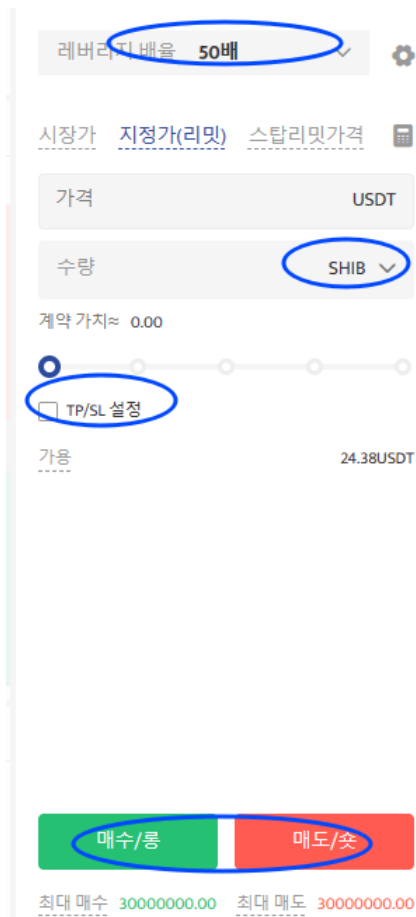 레버리지 배율 50배
시장가 지정가(리밋) 스탑리밋가격
가격 USDT
수량 SHIB
계약 가치≈ 0.00
TP/SL 설정
가용 24.38USDT
매수/롱 매도/숏
최대 매수 30000000.00 최대 매도 30000000.00